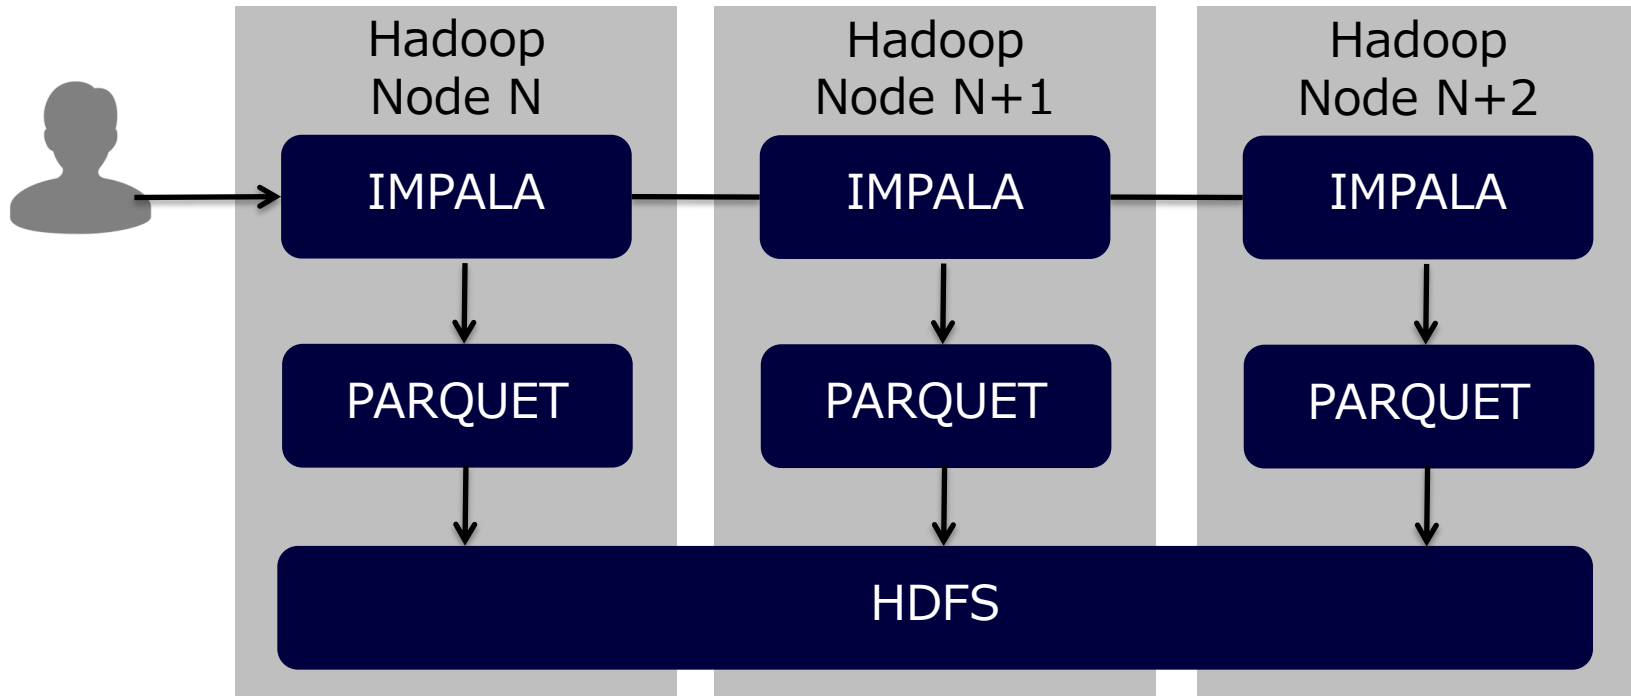 Hadoop
Node N
Hadoop
Node N+1
Hadoop
Node N+2
IMPALA
IMPALA
IMPALA
PARQUET
PARQUET
PARQUET
HDFS